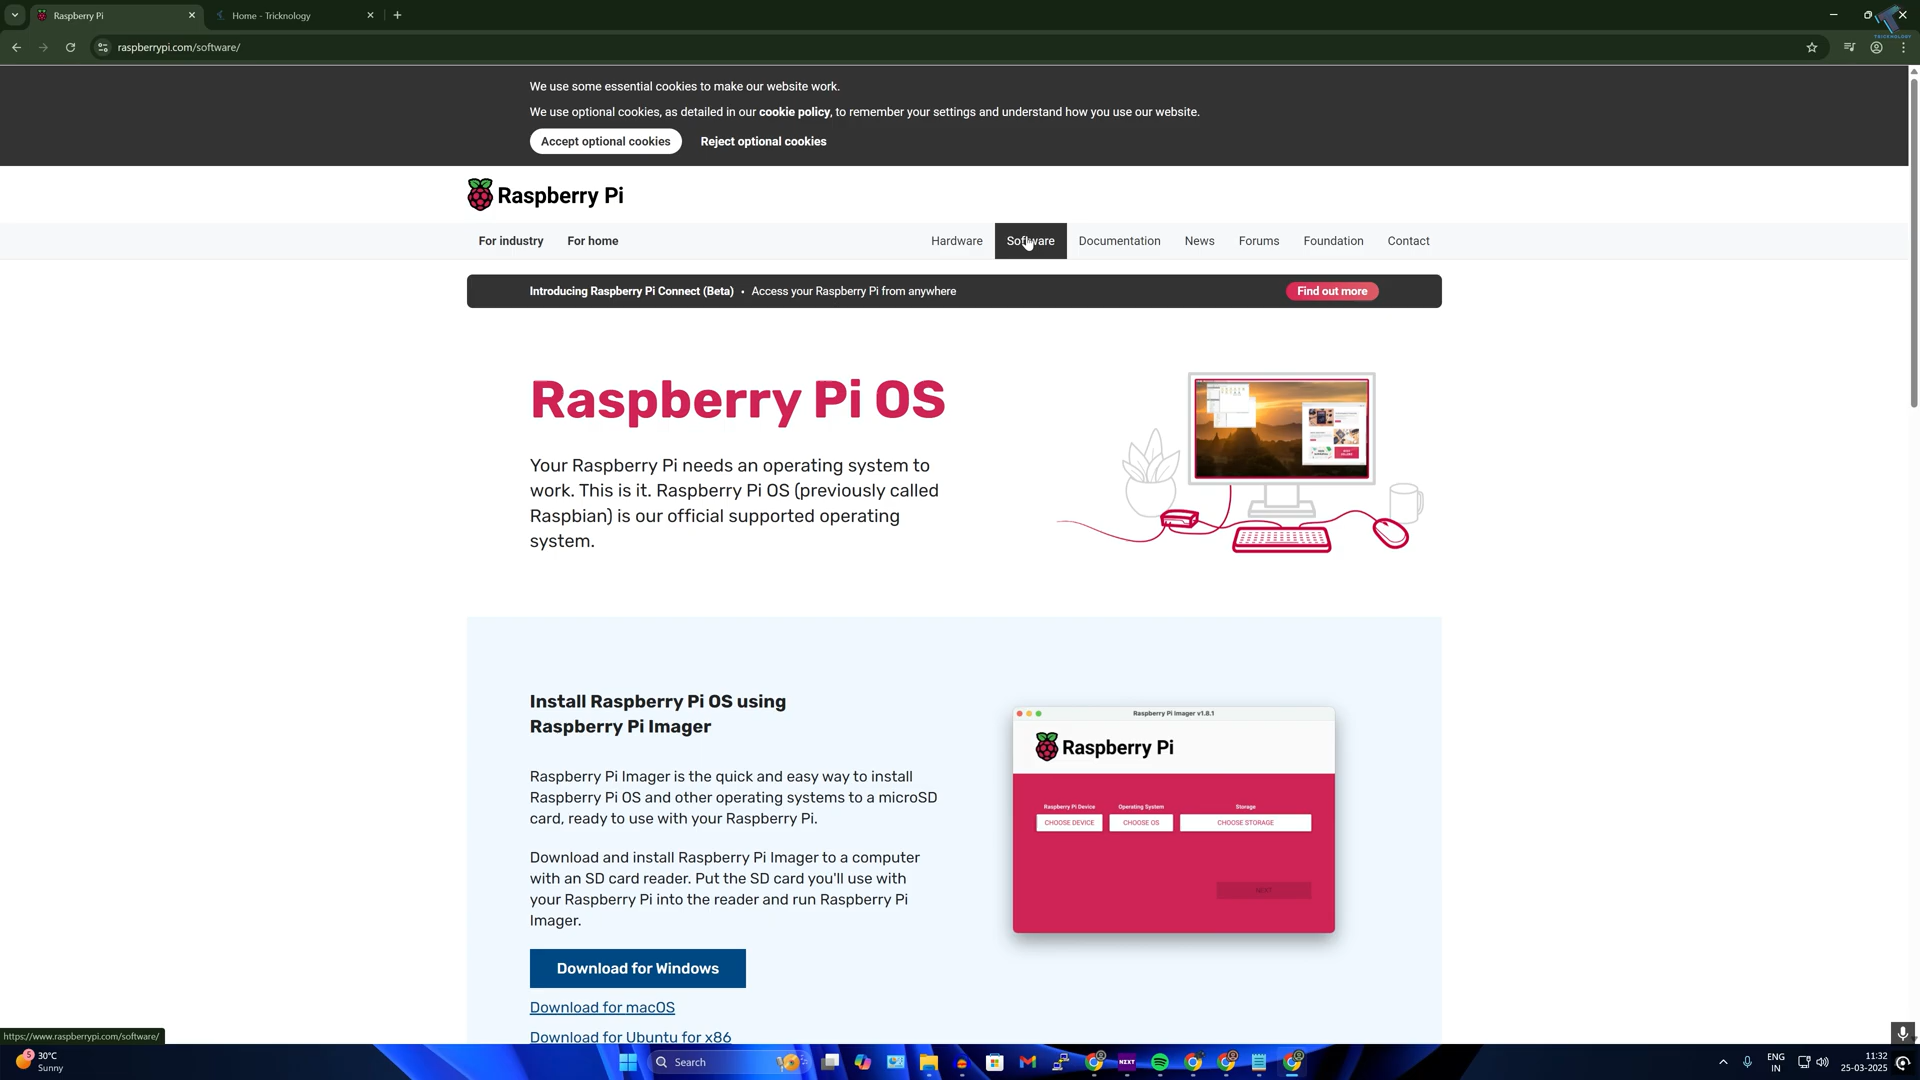 Raspberry Pi
Home - Tricknology
TRICKNOLOGY
raspberrypi.com/software/
We use some essential cookies to make our website work.
We use optional cookies, as detailed in our cookie policy, to remember your settings and understand how you use our website.
Accept optional cookies Reject optional cookies
Raspberry Pi
For industry For home Hardware Software Documentation News Forums Foundation Contact
Introducing Raspberry Pi Connect (Beta) • Access your Raspberry Pi from anywhere Find out more
Raspberry Pi OS
Your Raspberry Pi needs an operating system to
work. This is it. Raspberry Pi OS (previously called
Raspbian) is our official supported operating
system.
Install Raspberry Pi OS using
Raspberry Pi Imager
Raspberry Pi Imager is the quick and easy way to install
Raspberry Pi OS and other operating systems to a microSD
card, ready to use with your Raspberry Pi.
Download and install Raspberry Pi Imager to a computer
with an SD card reader. Put the SD card you'll use with
your Raspberry Pi into the reader and run Raspberry Pi
Imager.
Download for Windows
Download for macOS
Download for Ubuntu for x86
Raspberry Pi Imager v1.8.1
Raspberry Pi
Raspberry Pi Device Operating System Storage
CHOOSE DEVICE CHOOSE OS CHOOSE STORAGE
NEXT
https://www.raspberrypi.com/software/
5
30°C
Sunny
Search
NEXT
ENG
IN
11:32
25-03-2025